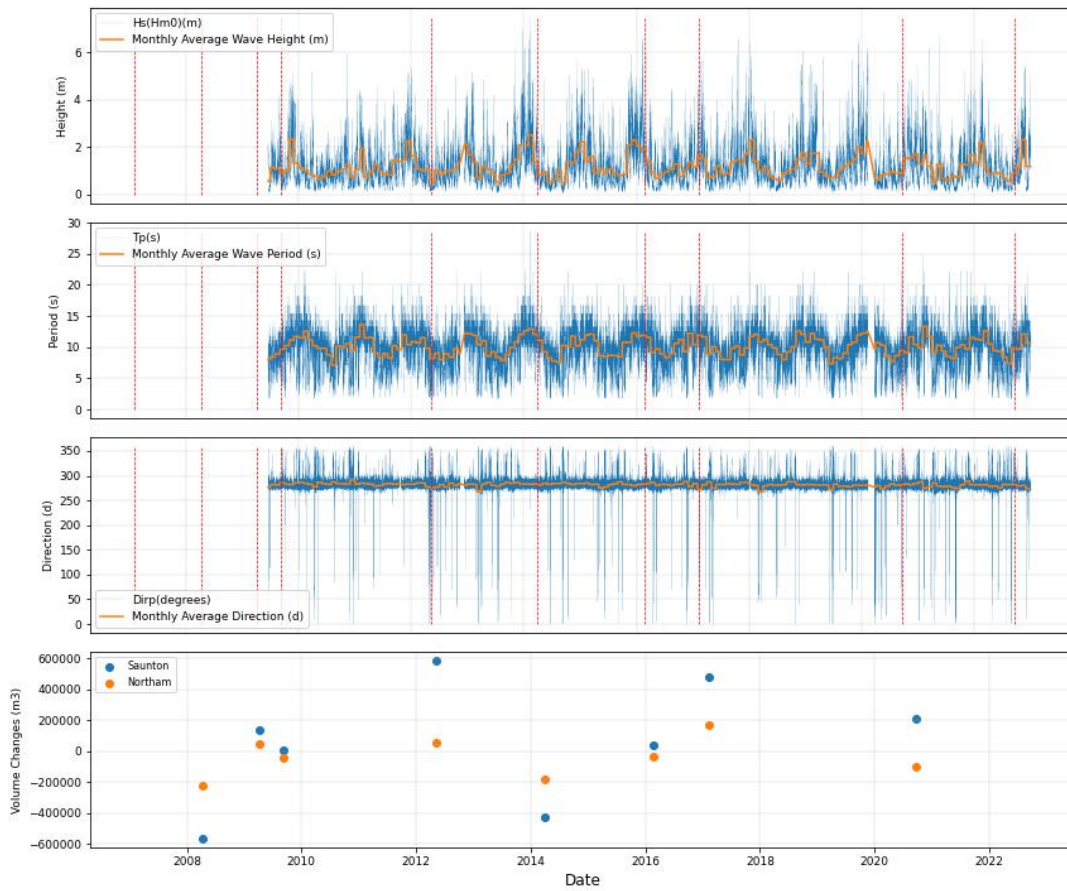 Hs(Hm0)(m)
Monthly Average Wave Height (m)
Height (m)
6
4
2
0
Tp(s)
Monthly Average Wave Period (s)
Period (s)
30
25
20
15
10
5
0
Direction (d)
350
300
250
200
150
100
50
0
Dirp(degrees)
Monthly Average Direction (d)
Saunton
Northam
Volume Changes (m3)
600000
400000
200000
0
−200000
−400000
−600000
2008 2010 2012 2014 2016 2018 2020 2022
Date